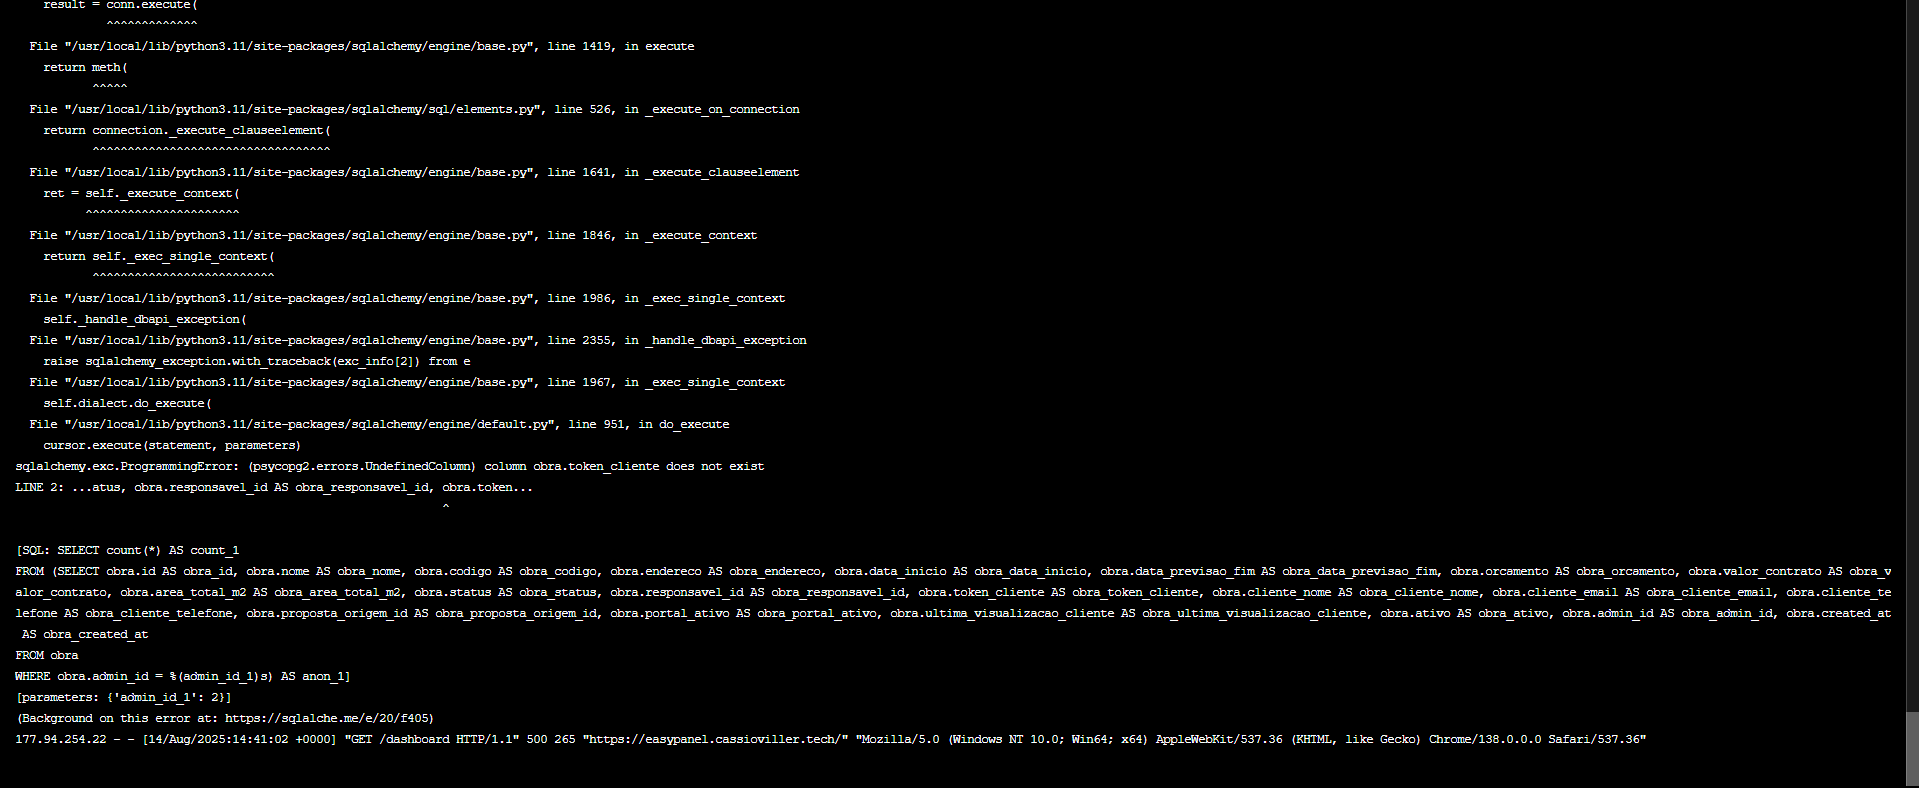 result = conn.execute(
^^^^^^^^^^^^^
File "/usr/local/lib/python3.11/site-packages/sqlalchemy/engine/base.py", line 1419, in execute
return meth(
^^^^^
File "/usr/local/lib/python3.11/site-packages/sqlalchemy/sql/elements.py", line 526, in _execute_on_connection
return connection._execute_clauseelement(
^^^^^^^^^^^^^^^^^^^^^^^^^^^^^^^^^^
File "/usr/local/lib/python3.11/site-packages/sqlalchemy/engine/base.py", line 1641, in _execute_clauseelement
ret = self._execute_context(
^^^^^^^^^^^^^^^^^^^^^^
File "/usr/local/lib/python3.11/site-packages/sqlalchemy/engine/base.py", line 1846, in _execute_context
return self._exec_single_context(
^^^^^^^^^^^^^^^^^^^^^^^^^^
File "/usr/local/lib/python3.11/site-packages/sqlalchemy/engine/base.py", line 1986, in _exec_single_context
self._handle_dbapi_exception(
File "/usr/local/lib/python3.11/site-packages/sqlalchemy/engine/base.py", line 2355, in _handle_dbapi_exception
raise sqlalchemy_exception.with_traceback(exc_info[2]) from e
File "/usr/local/lib/python3.11/site-packages/sqlalchemy/engine/base.py", line 1967, in _exec_single_context
self.dialect.do_execute(
File "/usr/local/lib/python3.11/site-packages/sqlalchemy/engine/default.py", line 951, in do_execute
cursor.execute(statement, parameters)
sqlalchemy.exc.ProgrammingError: (psycopg2.errors.UndefinedColumn) column obra.token_cliente does not exist
LINE 2: ...atus, obra.responsavel_id AS obra_responsavel_id, obra.token...
^
[SQL: SELECT count(*) AS count_1
FROM (SELECT obra.id AS obra_id, obra.nome AS obra_nome, obra.codigo AS obra_codigo, obra.endereco AS obra_endereco, obra.data_inicio AS obra_data_inicio, obra.data_previsao_fim AS obra_data_previsao_fim, obra.orcamento AS obra_orcamento, obra.valor_contrato AS obra_v
alor_contrato, obra.area_total_m2 AS obra_area_total_m2, obra.status AS obra_status, obra.responsavel_id AS obra_responsavel_id, obra.token_cliente AS obra_token_cliente, obra.cliente_nome AS obra_cliente_nome, obra.cliente_email AS obra_cliente_email, obra.cliente_te
lefone AS obra_cliente_telefone, obra.proposta_origem_id AS obra_proposta_origem_id, obra.portal_ativo AS obra_portal_ativo, obra.ultima_visualizacao_cliente AS obra_ultima_visualizacao_cliente, obra.ativo AS obra_ativo, obra.admin_id AS obra_admin_id, obra.created_at
AS obra_created_at
FROM obra
WHERE obra.admin_id = %(admin_id_1)s) AS anon_1]
[parameters: {'admin_id_1': 2}]
(Background on this error at: https://sqlalche.me/e/20/f405)
177.94.254.22 - - [14/Aug/2025:14:41:02 +0000] "GET /dashboard HTTP/1.1" 500 265 "https://easypanel.cassioviller.tech/" "Mozilla/5.0 (Windows NT 10.0; Win64; x64) AppleWebKit/537.36 (KHTML, like Gecko) Chrome/138.0.0.0 Safari/537.36"